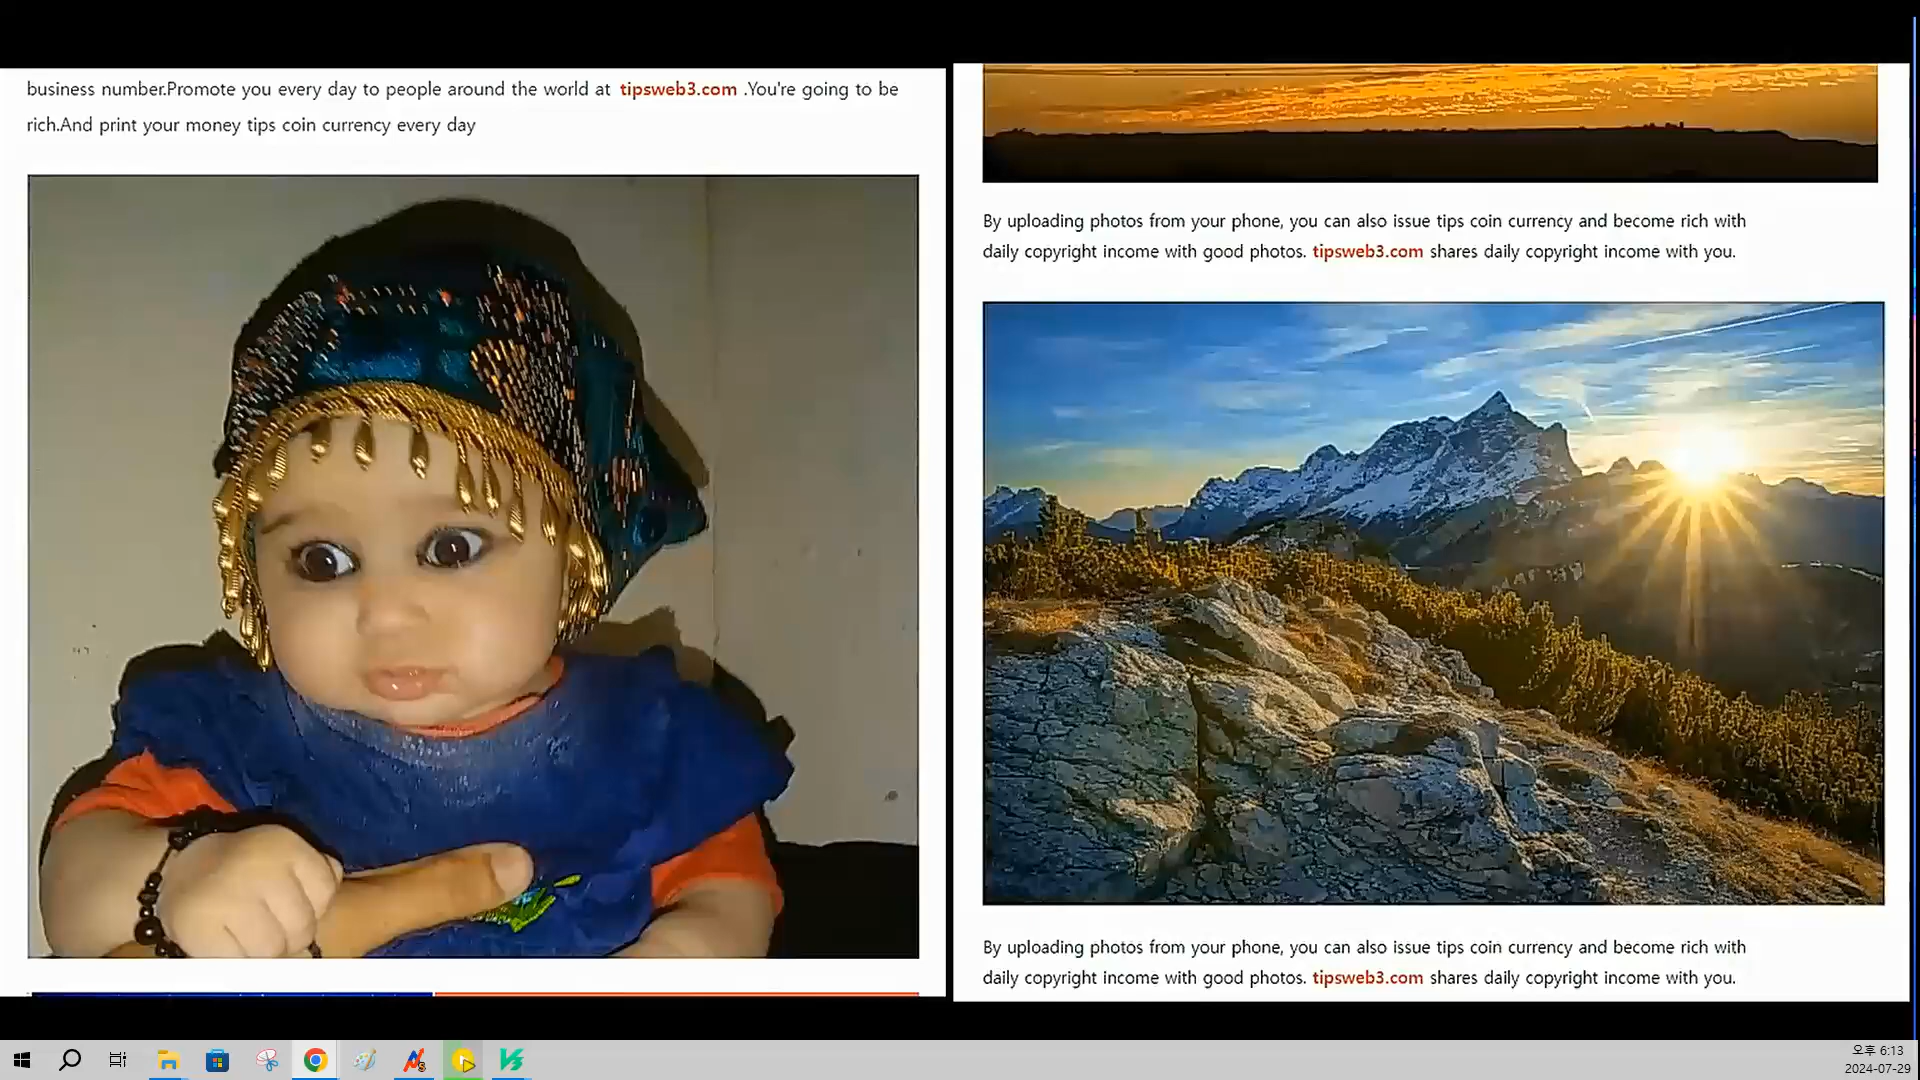 business number.Promote you every day to people around the world at tipsweb3.com .You're going to be
rich.And print your money tips coin currency every day
By uploading photos from your phone, you can also issue tips coin currency and become rich with
daily copyright income with good photos. tipsweb3.com shares daily copyright income with you.
By uploading photos from your phone, you can also issue tips coin currency and become rich with
daily copyright income with good photos. tipsweb3.com shares daily copyright income with you.
오후 6:13
2024-07-29